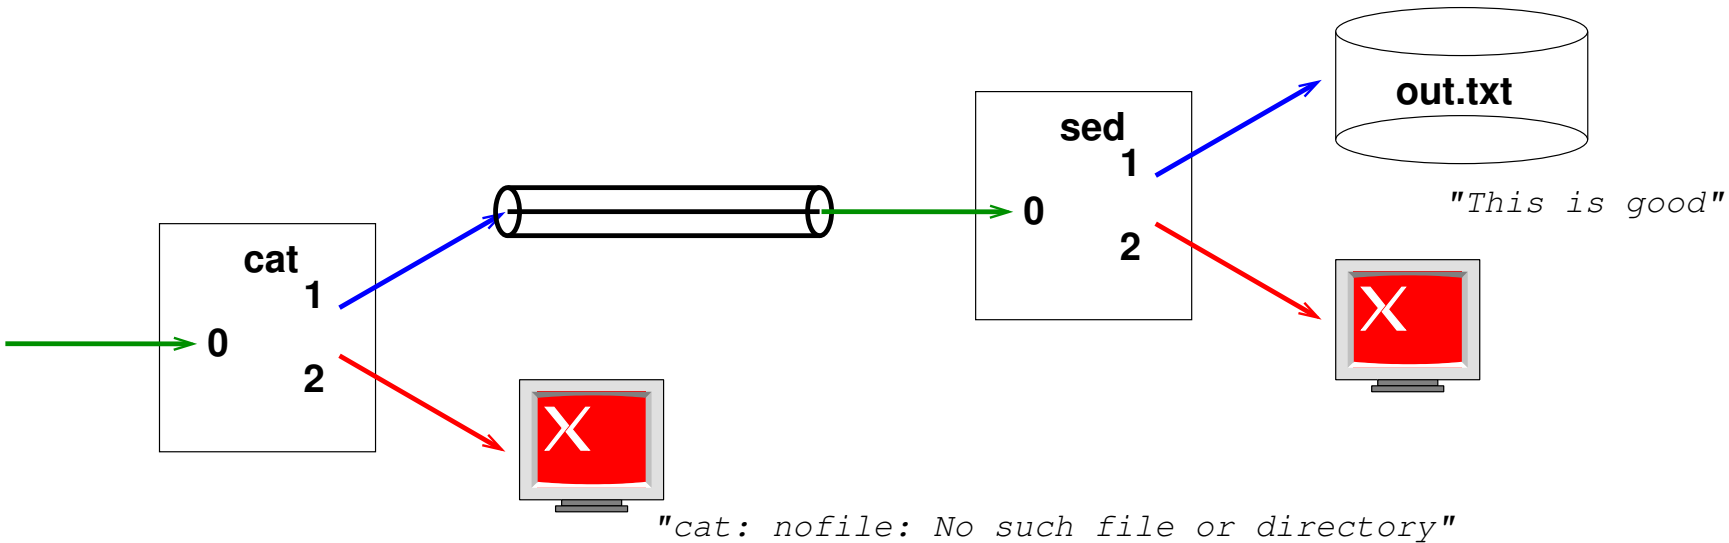 cat
1
0
2
"cat: nofile: No such file or directory"
sed
1
0
2
out.txt
"This is good"
X
X